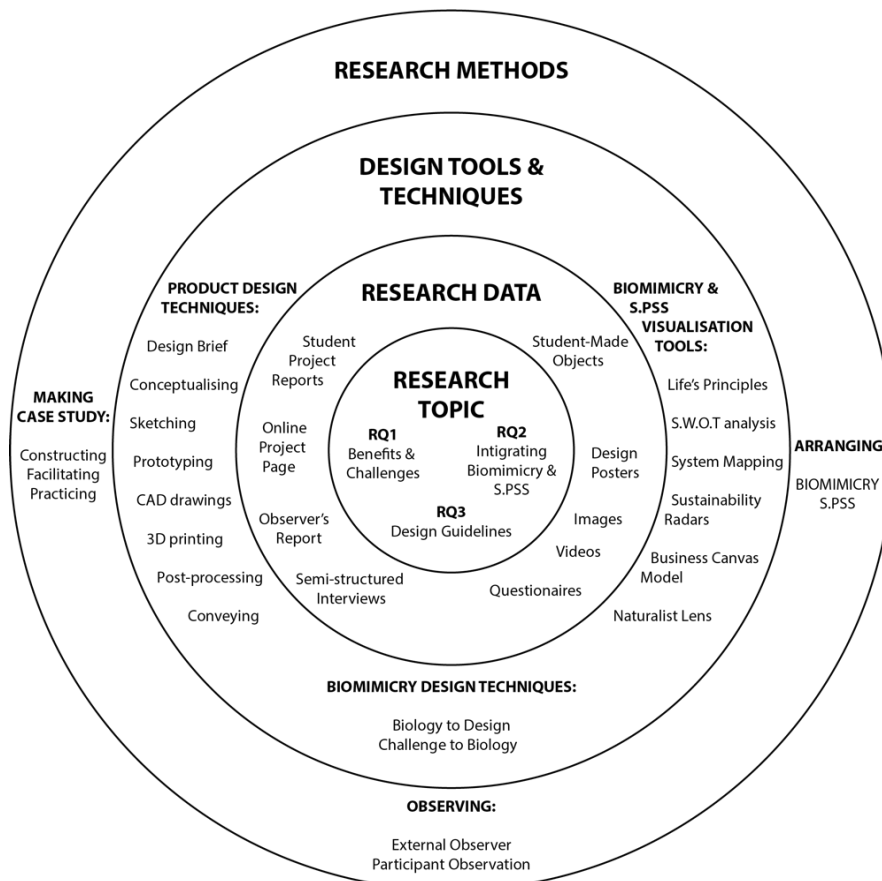 RESEARCH METHODS
DESIGN TOOLS &
TECHNIQUES
RESEARCH DATA
RESEARCH
TOPIC
RQ1
Benefits &
Challenges
RQ2
Intigrating
Biomimicry &
S.PSS
RQ3
Design Guidelines
Student
Project
Reports
Online
Project
Page
Observer's
Report
Semi-structured
Interviews
Student-Made
Objects
Design
Posters
Images
Videos
Questionaires
PRODUCT DESIGN
TECHNIQUES:
Design Brief
Conceptualising
Sketching
Prototyping
CAD drawings
3D printing
Post-processing
Conveying
BIOMIMICRY &
S.PSS
VISUALISATION
TOOLS:
Life's Principles
S.W.O.T analysis
System Mapping
Sustainability
Radars
Business Canvas
Model
Naturalist Lens
BIOMIMICRY DESIGN TECHNIQUES:
Biology to Design
Challenge to Biology
MAKING
CASE STUDY:
Constructing
Facilitating
Practicing
ARRANGING
BIOMIMICRY
S.PSS
OBSERVING:
External Observer
Participant Observation